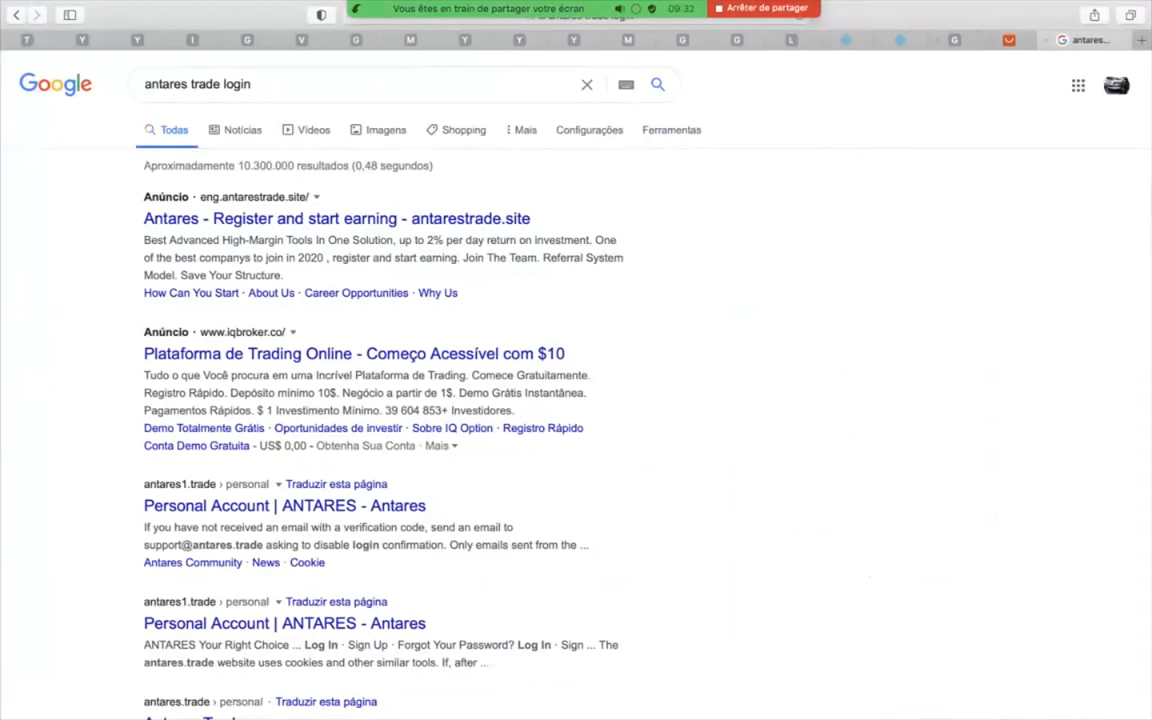 Vous êtes en train de partager votre écran
09:32
Arrêter de partager
T Y Y I G V G M Y Y Y M G G L G G antares...
Google
antares trade login
Todas Notícias Vídeos Imagens Shopping Mais Configurações Ferramentas
Aproximadamente 10.300.000 resultados (0,48 segundos)
Anúncio · eng.antarestrade.site/
Antares - Register and start earning - antarestrade.site
Best Advanced High-Margin Tools In One Solution, up to 2% per day return on investment. One
of the best companys to join in 2020 , register and start earning. Join The Team. Referral System
Model. Save Your Structure.
How Can You Start · About Us · Career Opportunities · Why Us
Anúncio · www.iqbroker.co/
Plataforma de Trading Online - Começo Acessível com $10
Tudo o que Você procura em uma Incrível Plataforma de Trading. Comece Gratuitamente.
Registro Rápido. Depósito mínimo 10$. Negócio a partir de 1$. Demo Grátis Instantânea.
Pagamentos Rápidos. $ 1 Investimento Mínimo. 39 604 853+ Investidores.
Demo Totalmente Grátis · Oportunidades de investir · Sobre IQ Option · Registro Rápido
Conta Demo Gratuita - US$ 0,00 - Obtenha Sua Conta · Mais
antares1.trade › personal Traduzir esta página
Personal Account | ANTARES - Antares
If you have not received an email with a verification code, send an email to
support@antares.trade asking to disable login confirmation. Only emails sent from the ...
Antares Community · News · Cookie
antares1.trade › personal Traduzir esta página
Personal Account | ANTARES - Antares
ANTARES Your Right Choice ... Log In · Sign Up · Forgot Your Password? Log In · Sign ... The
antares.trade website uses cookies and other similar tools. If, after ...
antares.trade › personal · Traduzir esta página